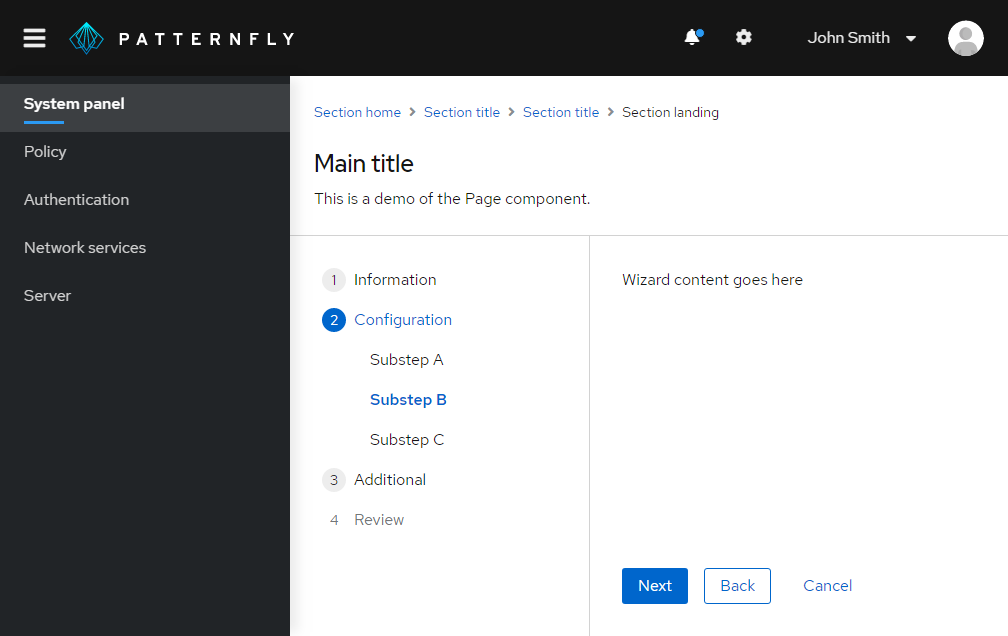 PATTERNFLY
John Smith
System panel
Policy
Authentication
Network services
Server
Section home > Section title > Section title > Section landing
Main title
This is a demo of the Page component.
1 Information
2 Configuration
Substep A
Substep B
Substep C
3 Additional
4 Review
Wizard content goes here
Next Back Cancel